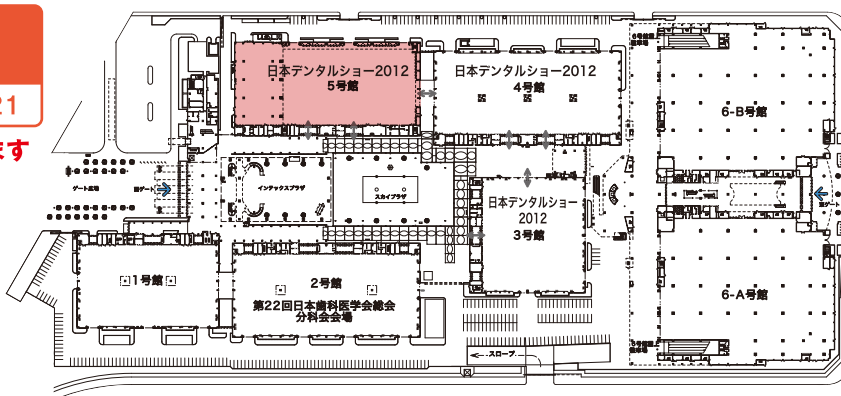 21
ます
日本デンタルショー2012
5号館
日本デンタルショー2012
4号館
6-B号館
ゲート広場
インテックスプラザ
スカイプラザ
日本デンタルショー
2012
3号館
1号館
2号館
第22回日本歯科医学会総会
分科会会場
6-A号館
スロープ